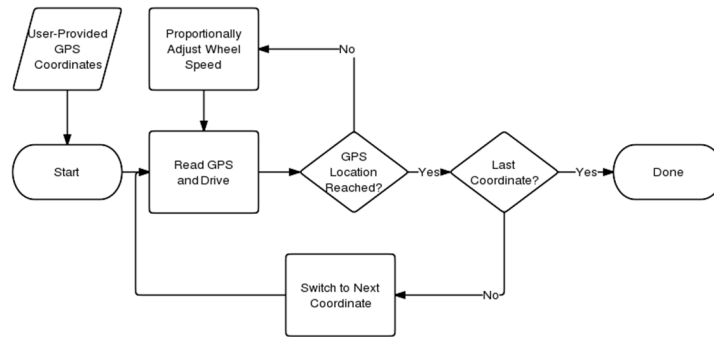 User-Provided
GPS
Coordinates
Proportionally
Adjust Wheel
Speed
No
Start
Read GPS
and Drive
GPS
Location
Reached?
Yes
Last
Coordinate?
Yes
Done
Switch to Next
Coordinate
No